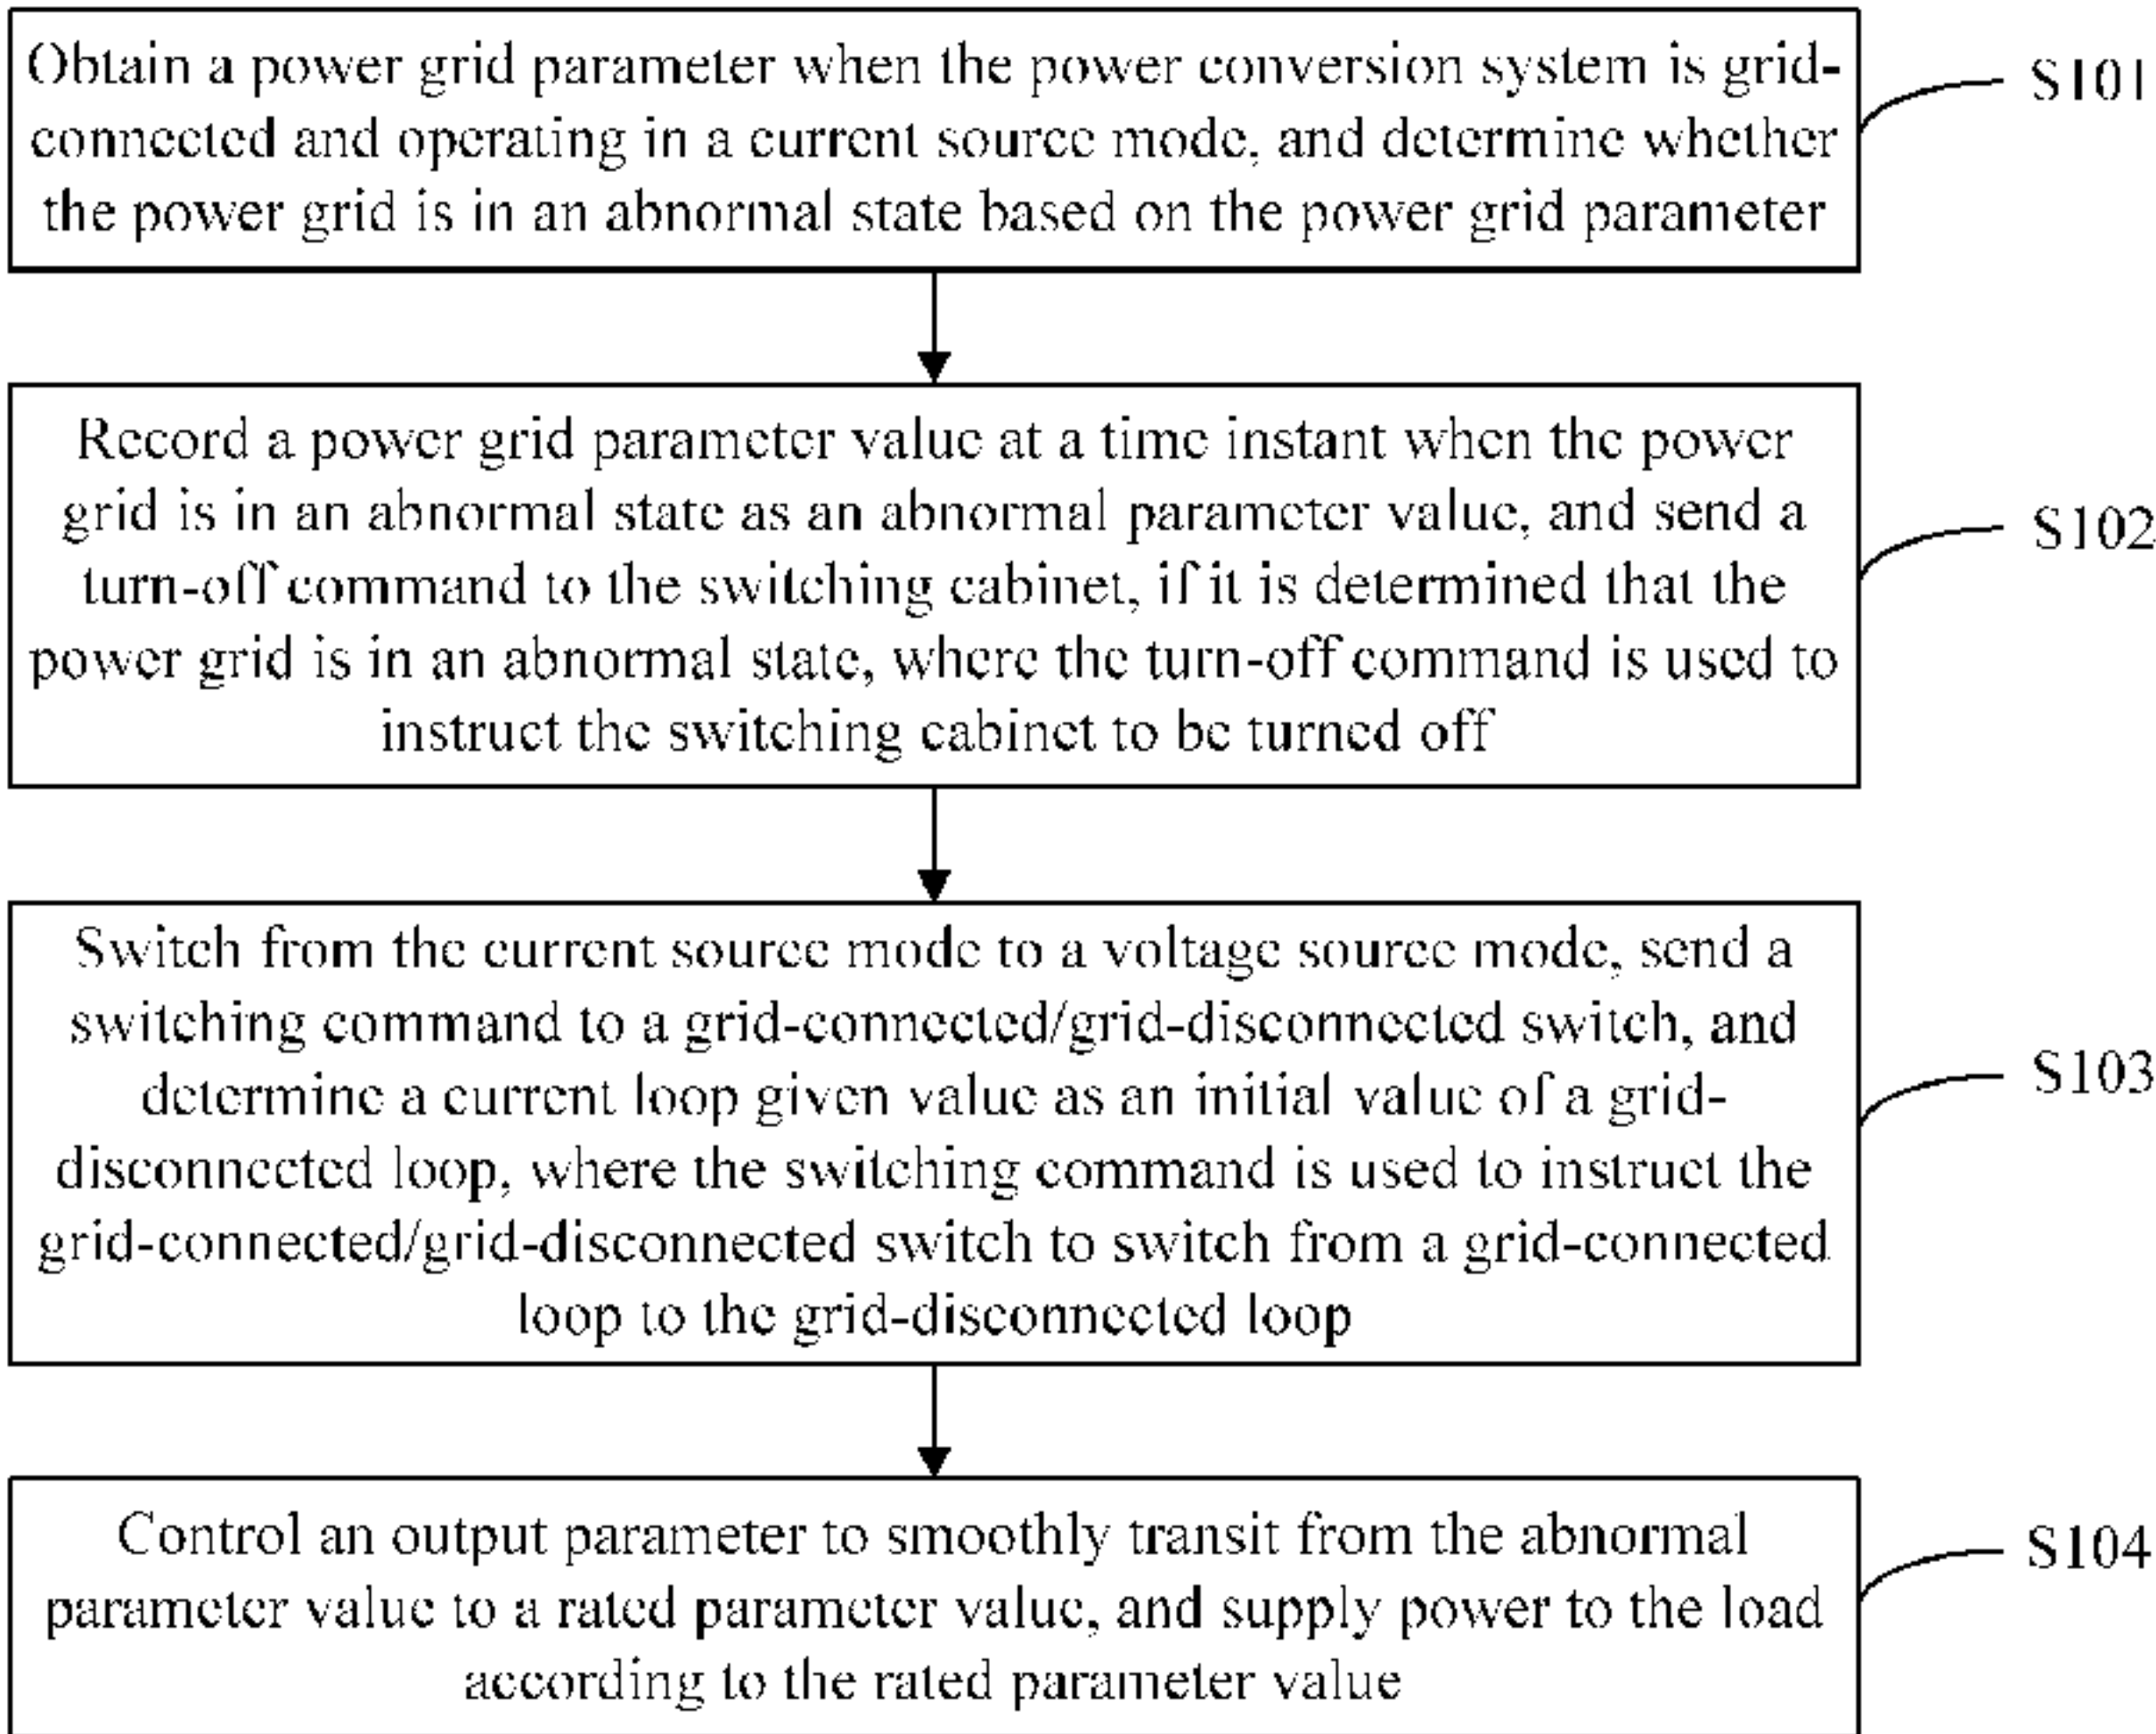 Obtain a power grid parameter when the power conversion system is grid-
connected and operating in a current source mode, and determine whether
the power grid is in an abnormal state based on the power grid parameter
S101
Record a power grid parameter value at a time instant when the power
grid is in an abnormal state as an abnormal parameter value, and send a
turn-off command to the switching cabinet, if it is determined that the
power grid is in an abnormal state, where the turn-off command is used to
instruct the switching cabinet to be turned off
S102
Switch from the current source mode to a voltage source mode, send a
switching command to a grid-connected/grid-disconnected switch, and
determine a current loop given value as an initial value of a grid-
disconnected loop, where the switching command is used to instruct the
grid-connected/grid-disconnected switch to switch from a grid-connected
loop to the grid-disconnected loop
S103
Control an output parameter to smoothly transit from the abnormal
parameter value to a rated parameter value, and supply power to the load
according to the rated parameter value
S104